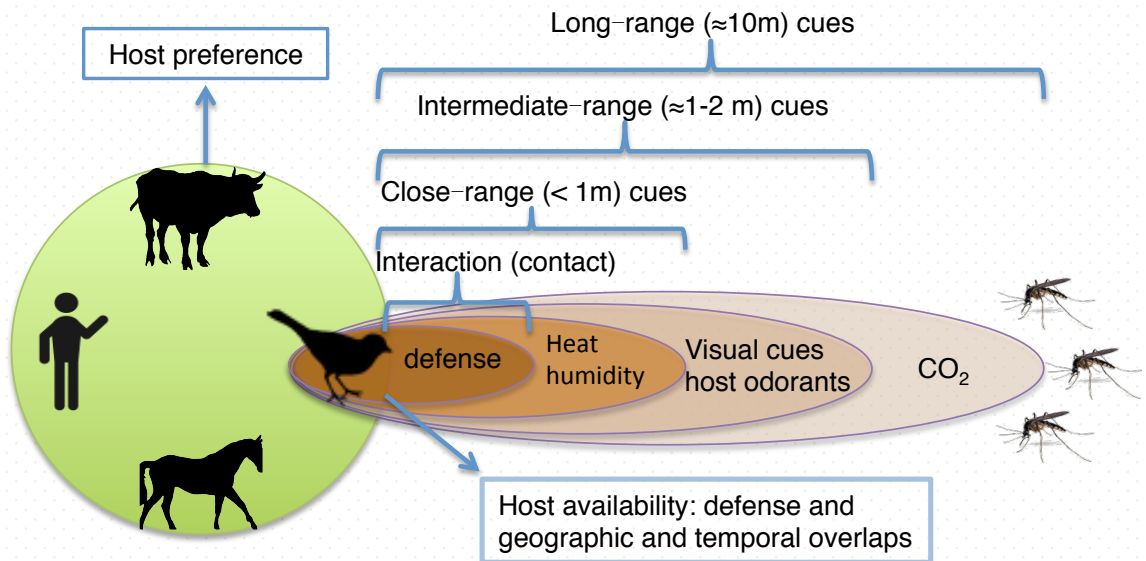 Long-range (≈10m) cues
Host preference
Intermediate-range (≈1-2 m) cues
Close-range (< 1m) cues
Interaction (contact)
defense
Heat
humidity
Visual cues
host odorants
CO₂
Host availability: defense and
geographic and temporal overlaps